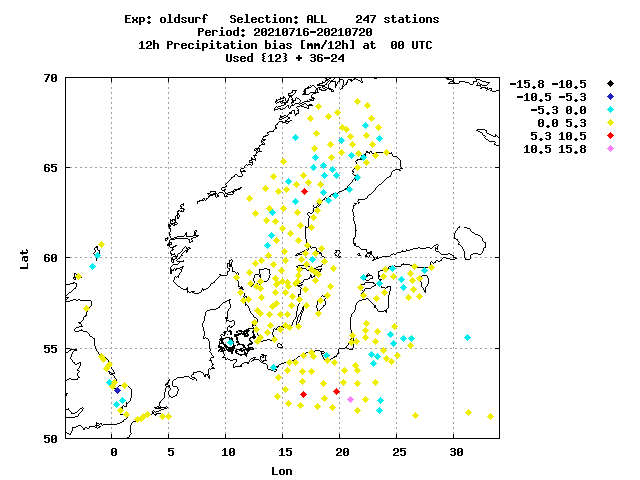 Exp: oldsurf   Selection: ALL    247 stations
Period: 20210716-20210720
12h Precipitation bias [mm/12h] at  00 UTC
Used {12} + 36-24
-15.8 -10.5
-10.5 -5.3
-5.3 0.0
0.0 5.3
5.3 10.5
10.5 15.8
70
65
60
55
50
Lat
0 5 10 15 20 25 30
Lon